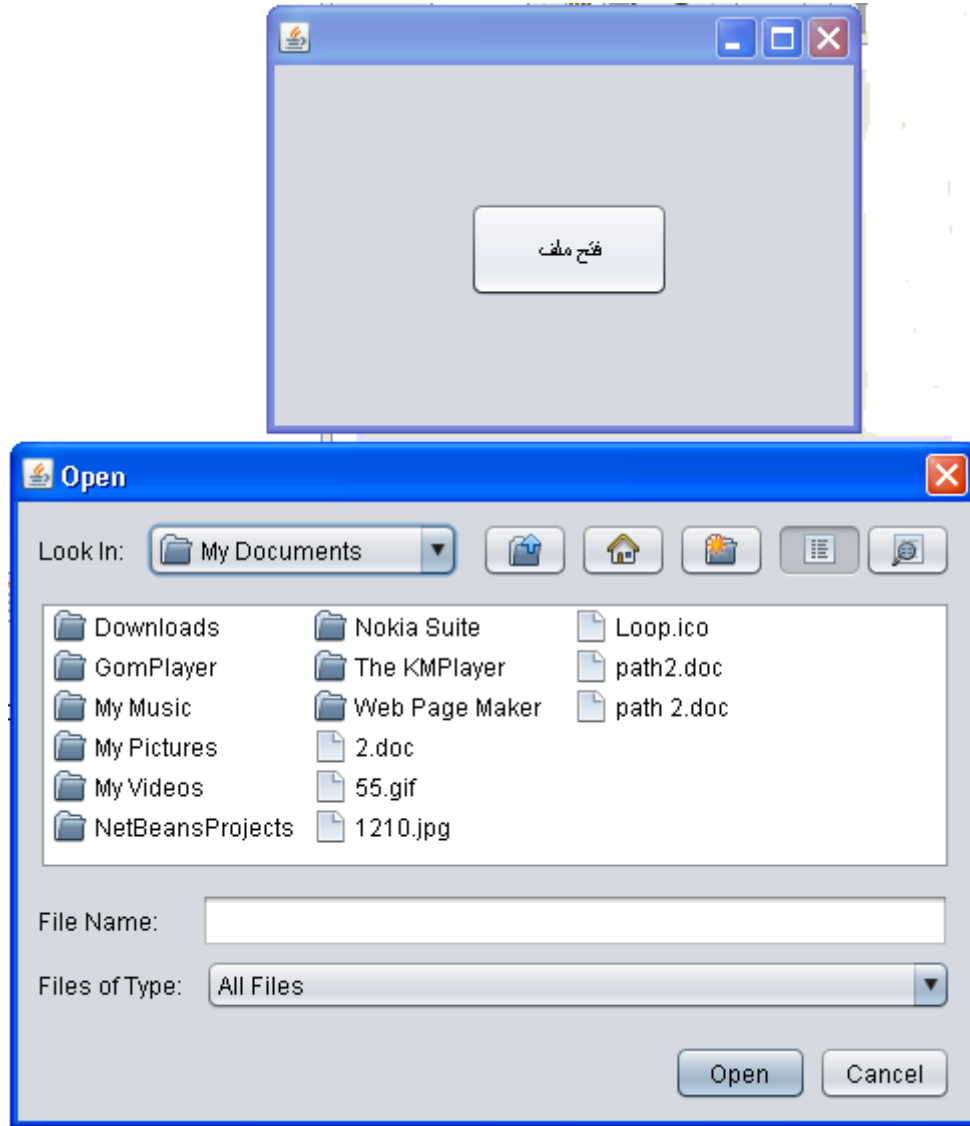 فتح ملف
Open
Look In: My Documents
Downloads Nokia Suite Loop.ico
GomPlayer The KMPlayer path2.doc
My Music Web Page Maker path 2.doc
My Pictures 2.doc
My Videos 55.gif
NetBeansProjects 1210.jpg
File Name:
Files of Type: All Files
Open Cancel